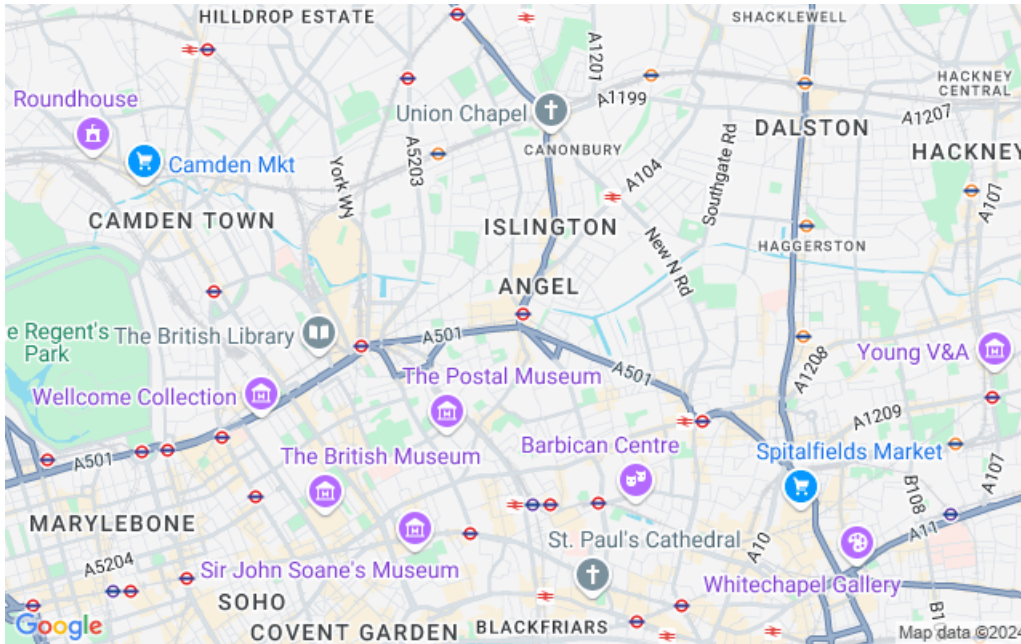 HILLDROP ESTATE
SHACKLEWELL
A1201
Roundhouse
Union Chapel
A1199
HACKNEY
CENTRAL
A1207
DALSTON
Camden Mkt
York Wy
A5203
CANONBURY
A104
Southgate Rd
HACKNEY
A107
CAMDEN TOWN
ISLINGTON
New N Rd
HAGGERSTON
ANGEL
e Regent's
Park
The British Library
A501
A501
A1208
Young V&A
Wellcome Collection
The Postal Museum
A1209
A501
The British Museum
Barbican Centre
Spitalfields Market
B108
A107
MARYLEBONE
A11
A5204
Sir John Soane's Museum
St. Paul's Cathedral
A10
Whitechapel Gallery
SOHO
COVENT GARDEN
BLACKFRIARS
Google
Map data ©2024